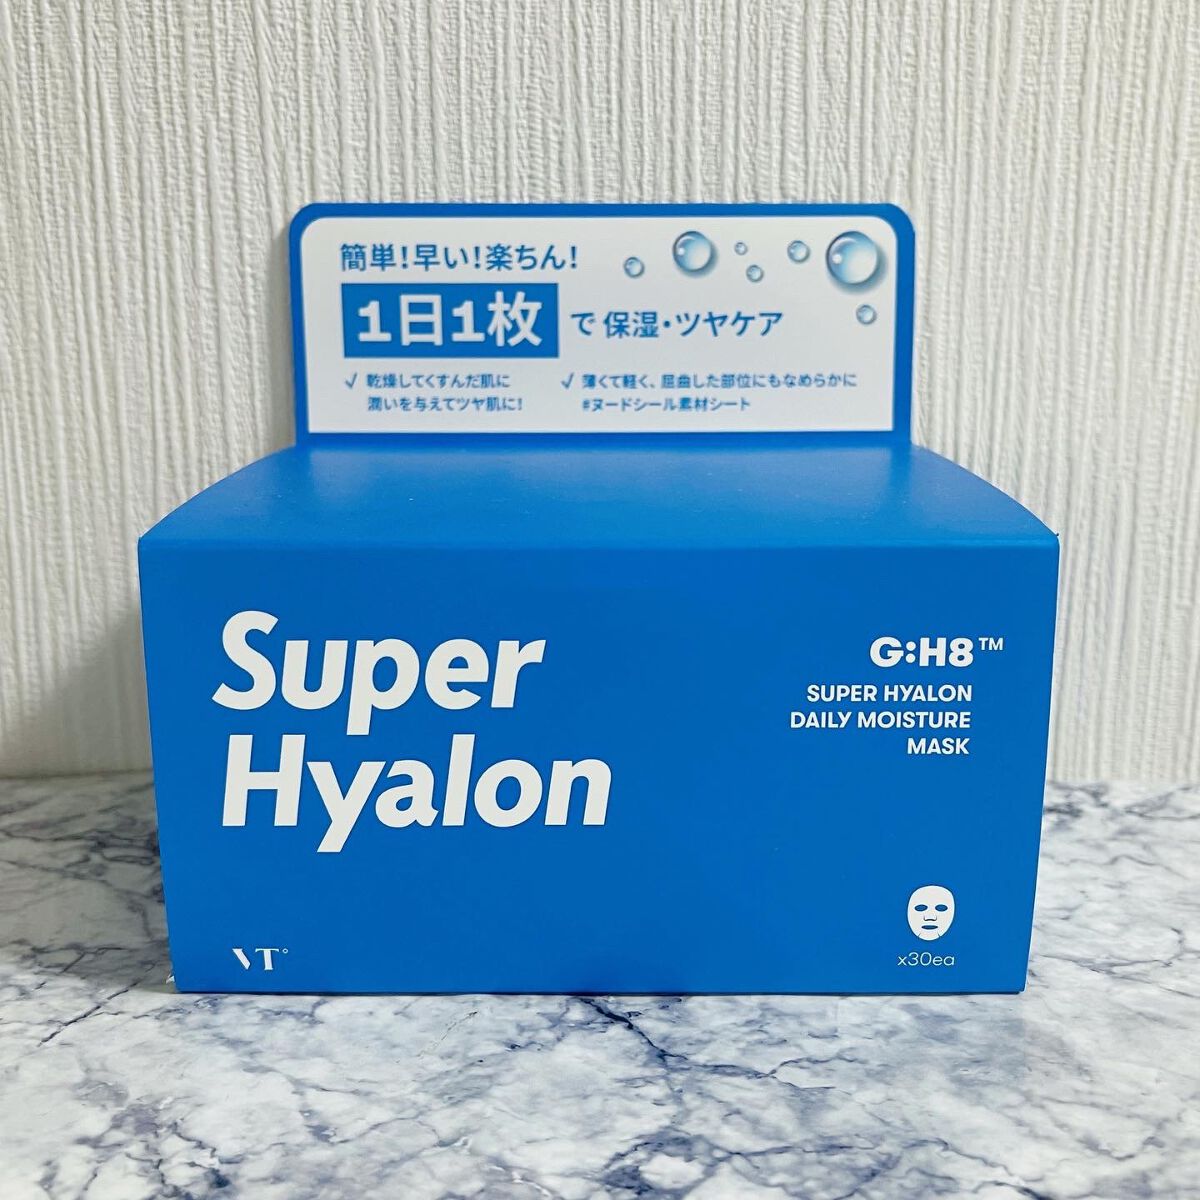 簡単!早い!楽ちん!
1日1枚 で 保湿・ツヤケア
✓ 乾燥してくすんだ肌に
潤いを与えてツヤ肌に!
✓ 薄くて軽く、屈曲した部位にもなめらかに
#ヌードシール素材シート
Super
Hyalon
G:H8™
SUPER HYALON
DAILY MOISTURE
MASK
VT°
x30ea